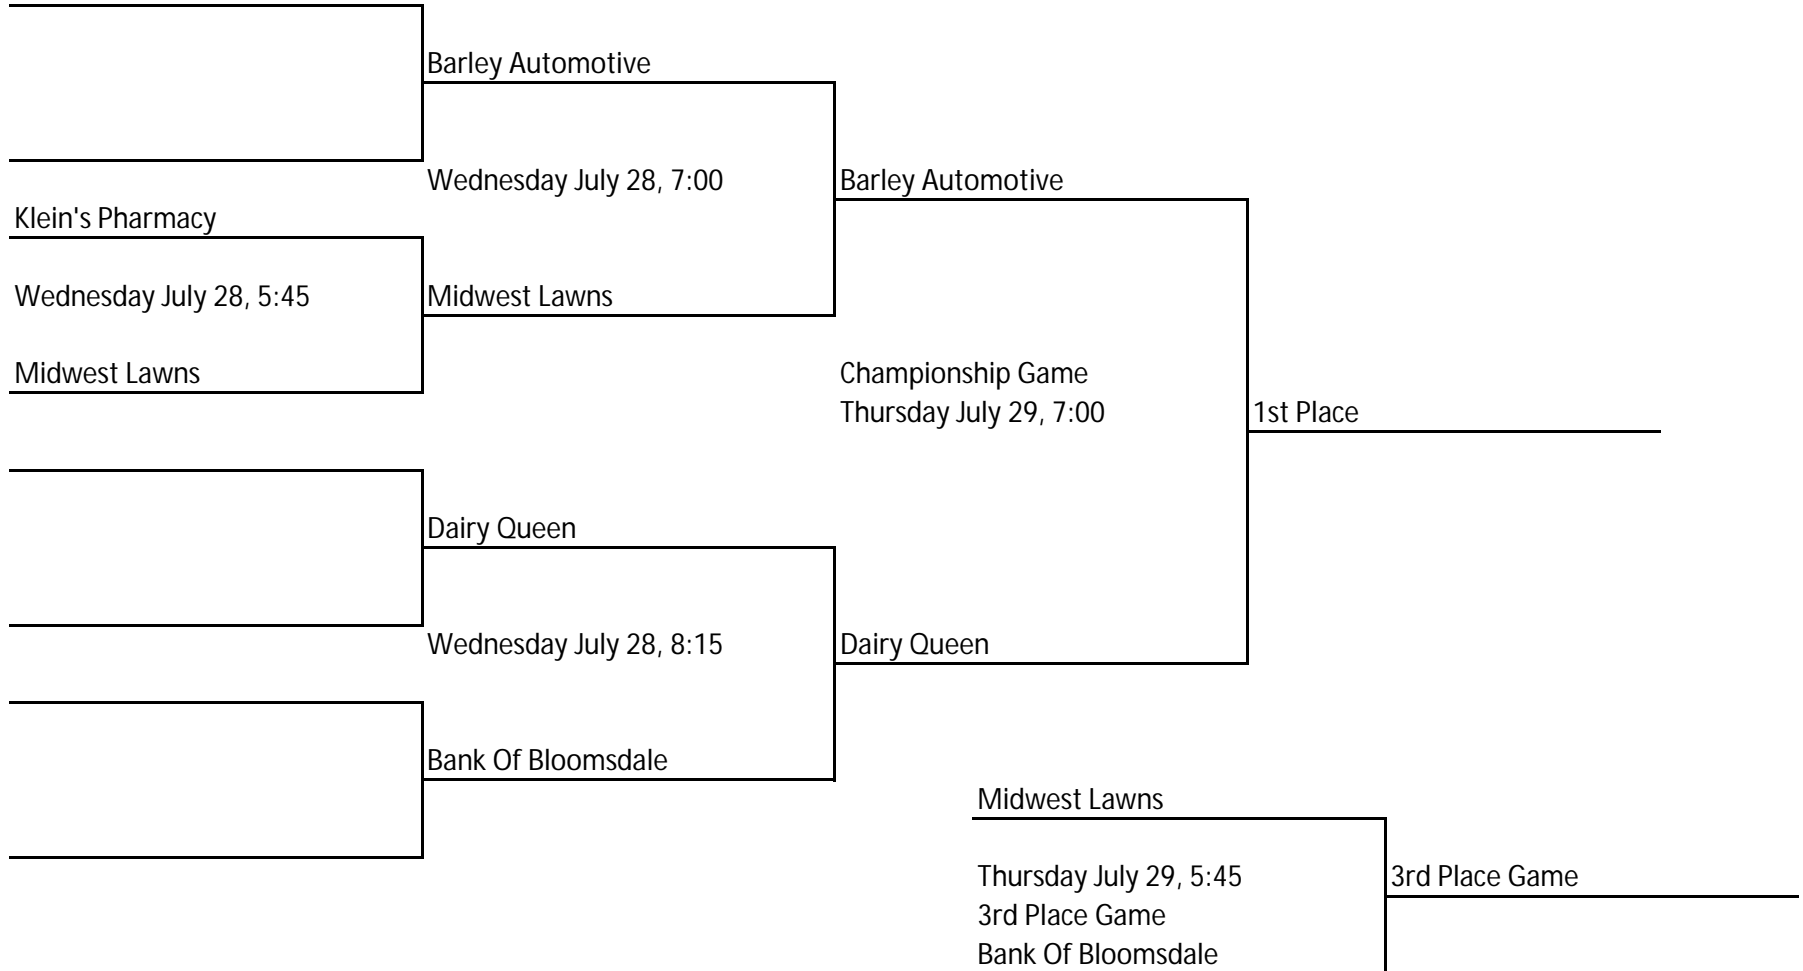 Barley Automotive
Wednesday July 28, 7:00
Barley Automotive
Klein's Pharmacy
Wednesday July 28, 5:45
Midwest Lawns
Midwest Lawns
Championship Game
Thursday July 29, 7:00
1st Place
Dairy Queen
Wednesday July 28, 8:15
Dairy Queen
Bank Of Bloomsdale
Midwest Lawns
Thursday July 29, 5:45
3rd Place Game
3rd Place Game
Bank Of Bloomsdale